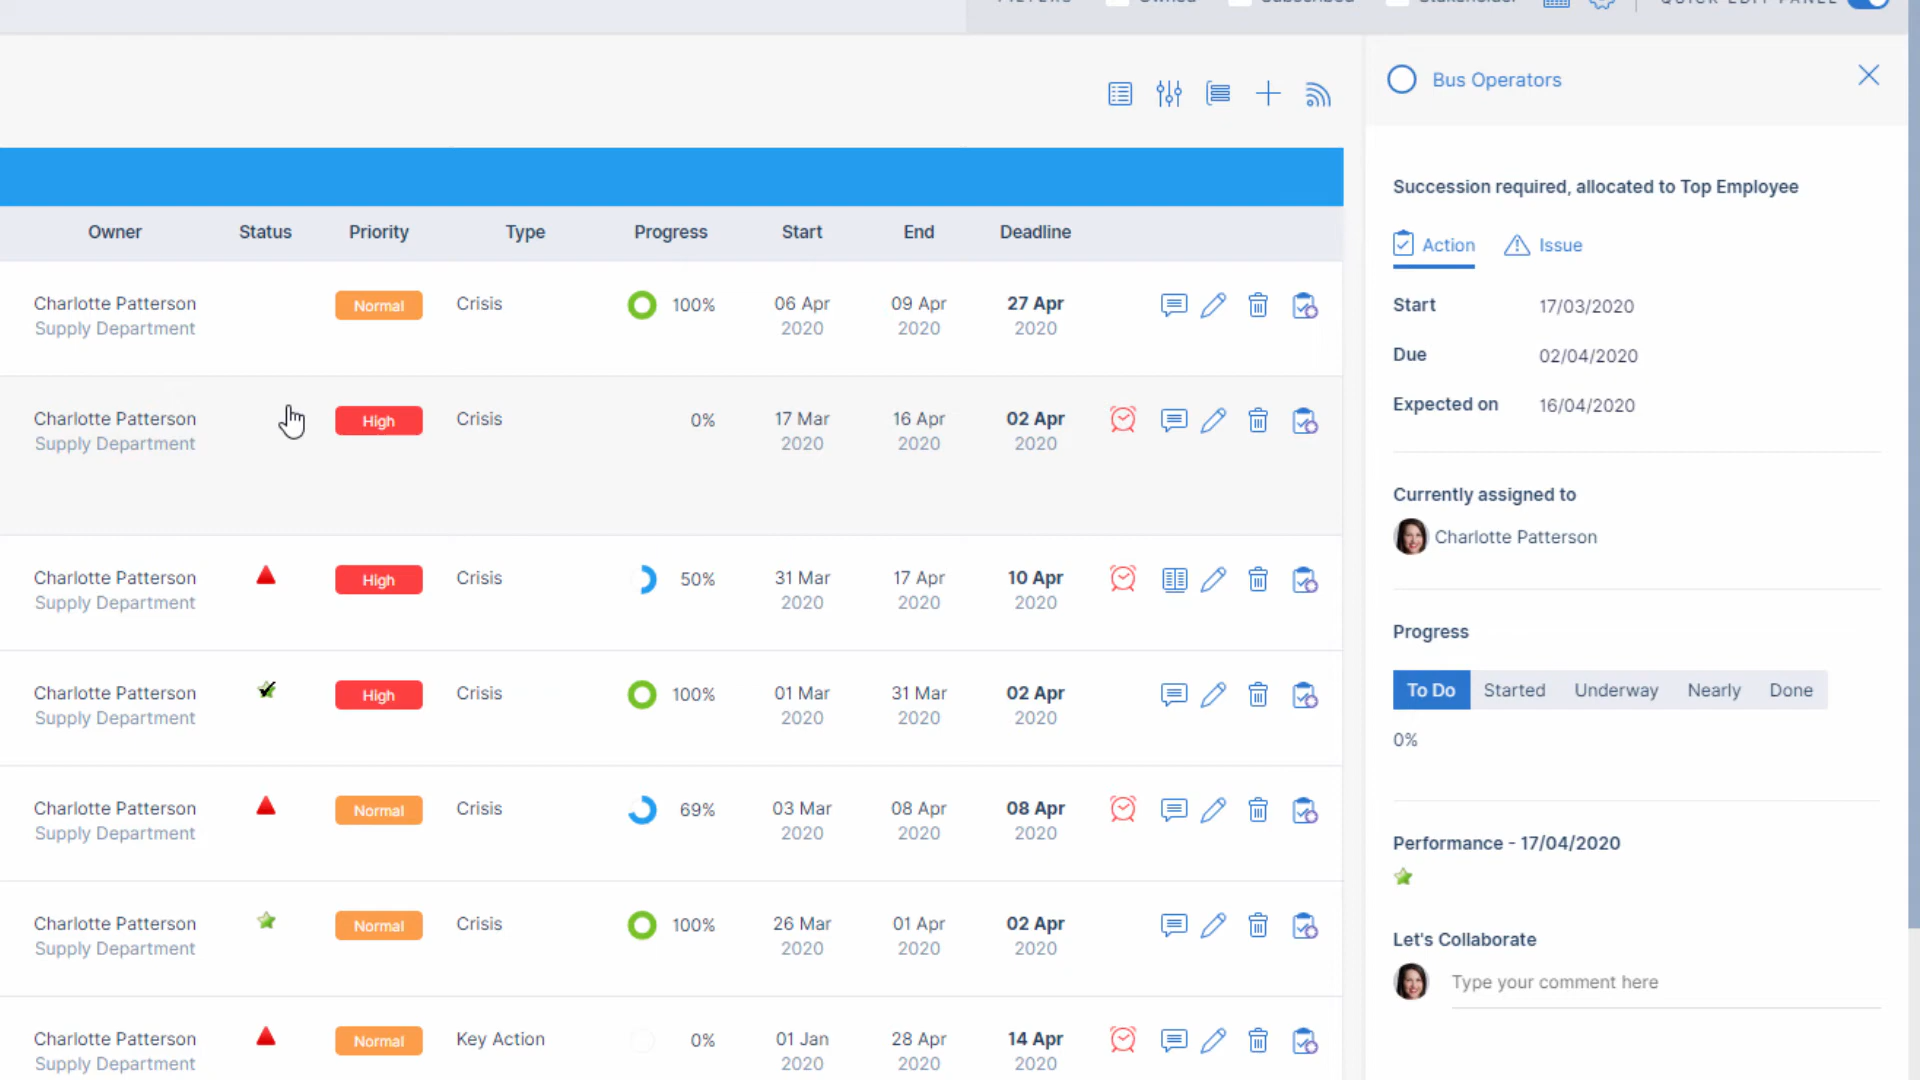 FILTERS Owned Subscribed Stakeholder QUICK EDIT PANEL
Bus Operators
Succession required, allocated to Top Employee
Action Issue
Start 17/03/2020
Due 02/04/2020
Expected on 16/04/2020
Currently assigned to
Charlotte Patterson
Progress
To Do Started Underway Nearly Done
0%
Performance - 17/04/2020
Let's Collaborate
Type your comment here
Owner Status Priority Type Progress Start End Deadline
Charlotte Patterson Normal Crisis 100% 06 Apr 09 Apr 27 Apr
Supply Department 2020 2020 2020
Charlotte Patterson High Crisis 0% 17 Mar 16 Apr 02 Apr
Supply Department 2020 2020 2020
Charlotte Patterson High Crisis 50% 31 Mar 17 Apr 10 Apr
Supply Department 2020 2020 2020
Charlotte Patterson High Crisis 100% 01 Mar 31 Mar 02 Apr
Supply Department 2020 2020 2020
Charlotte Patterson Normal Crisis 69% 03 Mar 08 Apr 08 Apr
Supply Department 2020 2020 2020
Charlotte Patterson Normal Crisis 100% 26 Mar 01 Apr 02 Apr
Supply Department 2020 2020 2020
Charlotte Patterson Normal Key Action 0% 01 Jan 28 Apr 14 Apr
Supply Department 2020 2020 2020